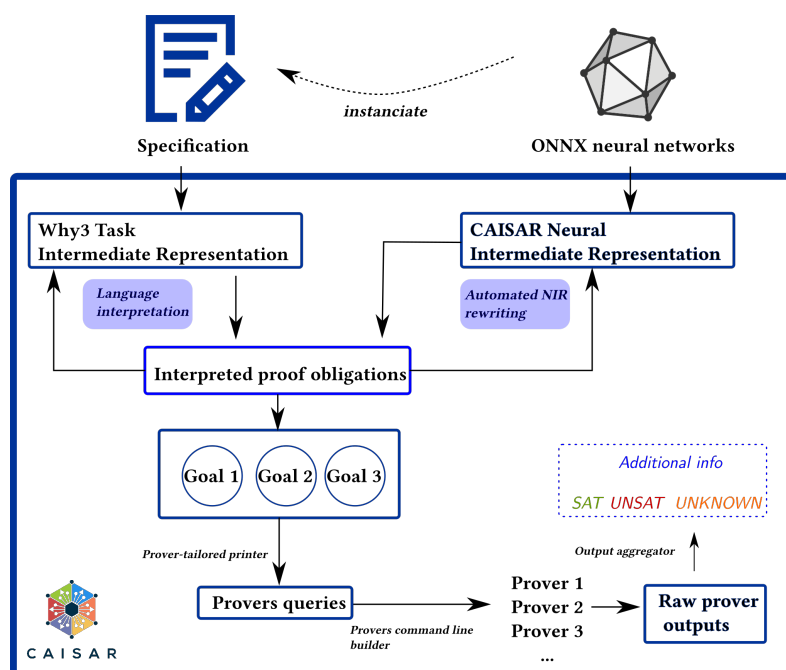 instanciate
Specification
ONNX neural networks
Why3 Task
Intermediate Representation
CAISAR Neural
Intermediate Representation
Language
interpretation
Automated NIR
rewriting
Interpreted proof obligations
Goal 1
Goal 2
Goal 3
Additional info
SAT UNSAT UNKNOWN
Prover-tailored printer
Output aggregator
Provers queries
Provers command line
builder
Prover 1
Prover 2
Prover 3
...
Raw prover
outputs
CAISAR